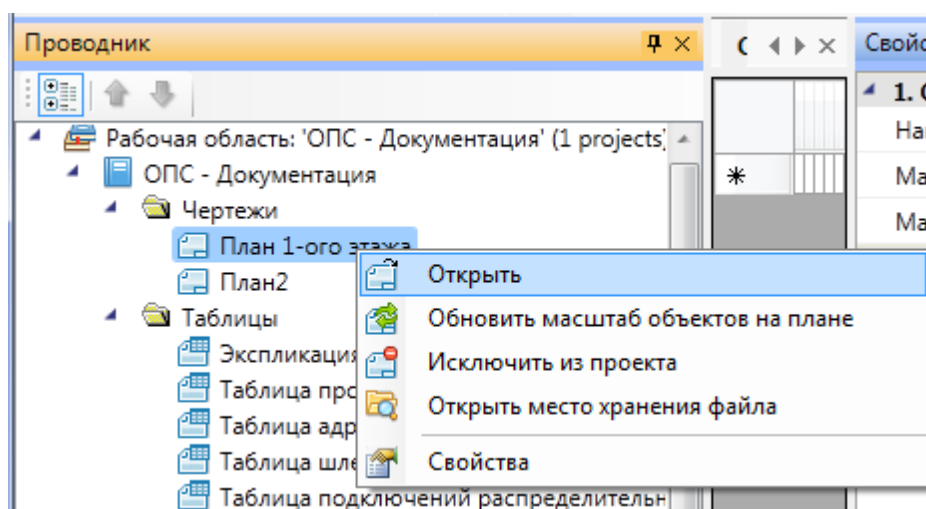 Проводник
Рабочая область: 'ОПС - Документация' (1 projects)
ОПС - Документация
Чертежи
План 1-ого этажа
План2
Таблицы
Экспликация
Таблица
Таблица
Таблица
Таблица подключений
Открыть
Обновить масштаб объектов на плане
Исключить из проекта
Открыть место хранения файла
Свойства
1.